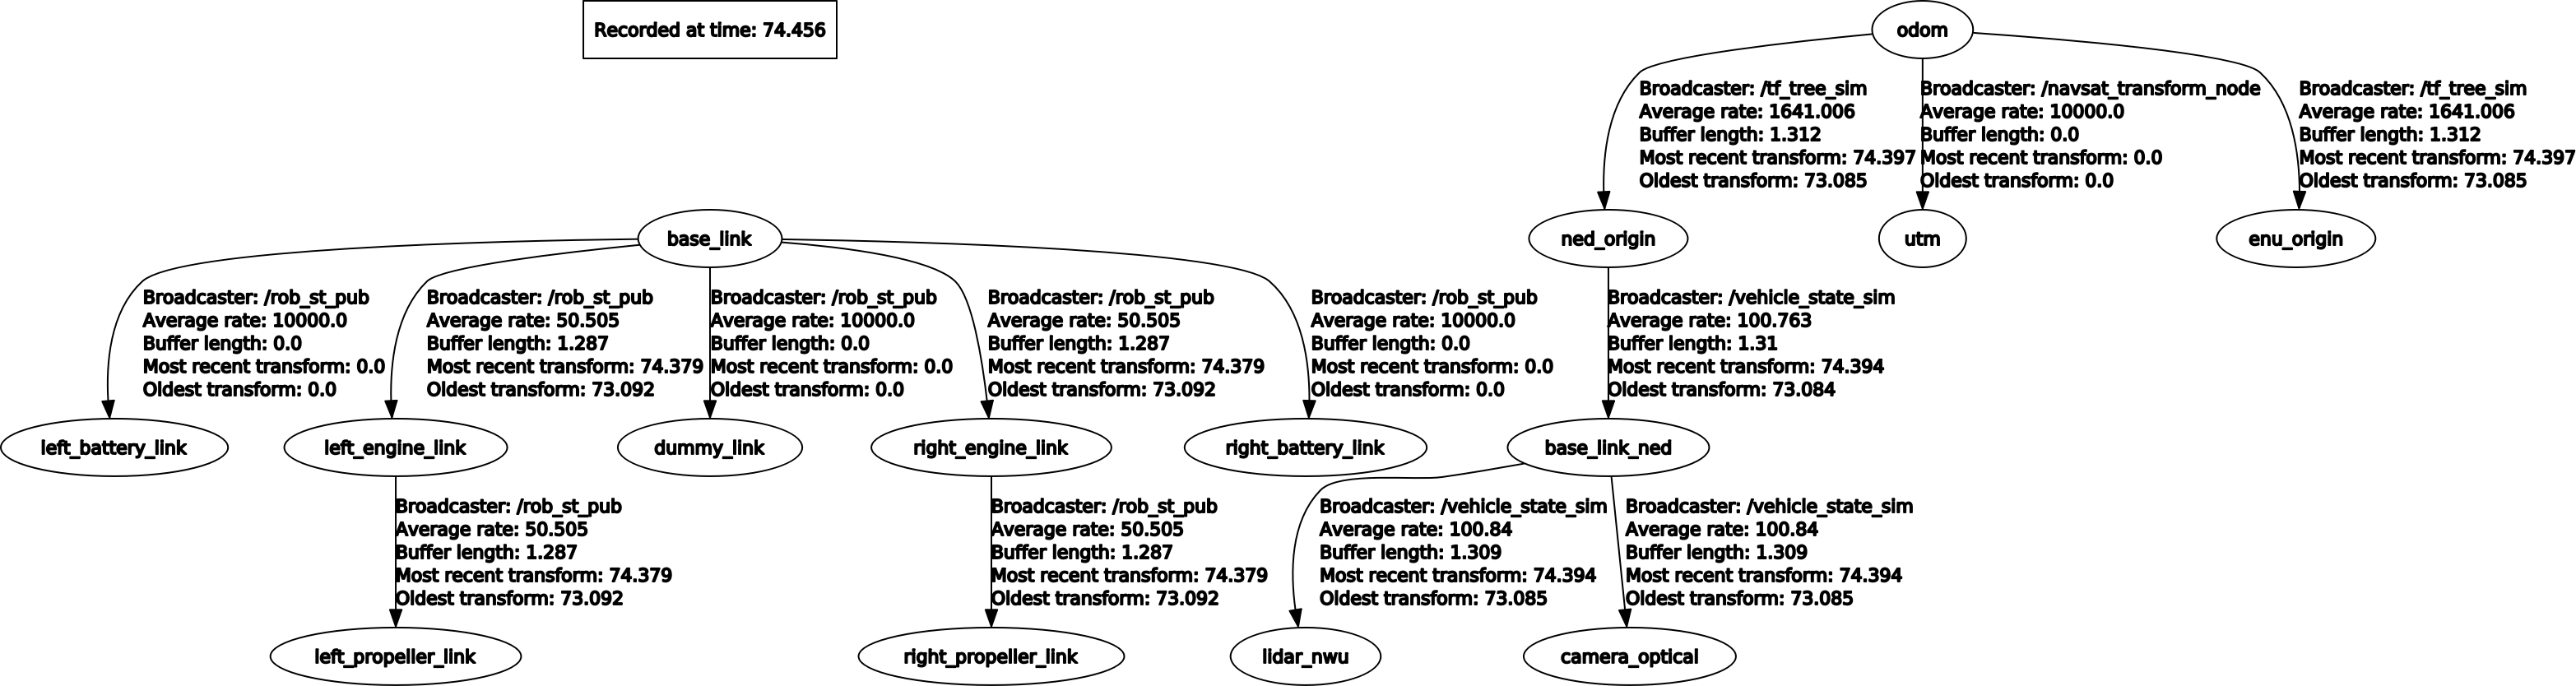 Recorded at time: 74.456
odom
Broadcaster: /tf_tree_sim
Average rate: 1641.006
Buffer length: 1.312
Most recent transform: 74.397
Oldest transform: 73.085
Broadcaster: /navsat_transform_node
Average rate: 10000.0
Buffer length: 0.0
Most recent transform: 0.0
Oldest transform: 0.0
Broadcaster: /tf_tree_sim
Average rate: 1641.006
Buffer length: 1.312
Most recent transform: 74.397
Oldest transform: 73.085
base_link
ned_origin
utm
enu_origin
Broadcaster: /rob_st_pub
Average rate: 10000.0
Buffer length: 0.0
Most recent transform: 0.0
Oldest transform: 0.0
Broadcaster: /rob_st_pub
Average rate: 50.505
Buffer length: 1.287
Most recent transform: 74.379
Oldest transform: 73.092
Broadcaster: /rob_st_pub
Average rate: 10000.0
Buffer length: 0.0
Most recent transform: 0.0
Oldest transform: 0.0
Broadcaster: /rob_st_pub
Average rate: 50.505
Buffer length: 1.287
Most recent transform: 74.379
Oldest transform: 73.092
Broadcaster: /rob_st_pub
Average rate: 10000.0
Buffer length: 0.0
Most recent transform: 0.0
Oldest transform: 0.0
Broadcaster: /vehicle_state_sim
Average rate: 100.763
Buffer length: 1.31
Most recent transform: 74.394
Oldest transform: 73.084
left_battery_link
left_engine_link
dummy_link
right_engine_link
right_battery_link
base_link_ned
Broadcaster: /rob_st_pub
Average rate: 50.505
Buffer length: 1.287
Most recent transform: 74.379
Oldest transform: 73.092
Broadcaster: /rob_st_pub
Average rate: 50.505
Buffer length: 1.287
Most recent transform: 74.379
Oldest transform: 73.092
Broadcaster: /vehicle_state_sim
Average rate: 100.84
Buffer length: 1.309
Most recent transform: 74.394
Oldest transform: 73.085
Broadcaster: /vehicle_state_sim
Average rate: 100.84
Buffer length: 1.309
Most recent transform: 74.394
Oldest transform: 73.085
left_propeller_link
right_propeller_link
lidar_nwu
camera_optical